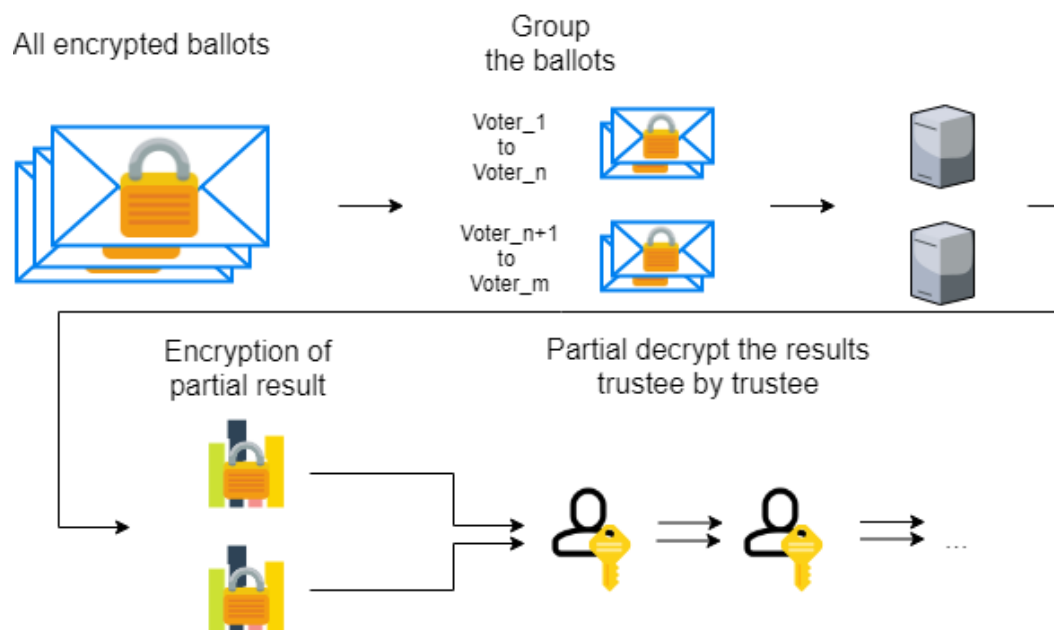 All encrypted ballots
Group
the ballots
Voter_1
to
Voter_n
Voter_n+1
to
Voter_m
Encryption of
partial result
Partial decrypt the results
trustee by trustee
...